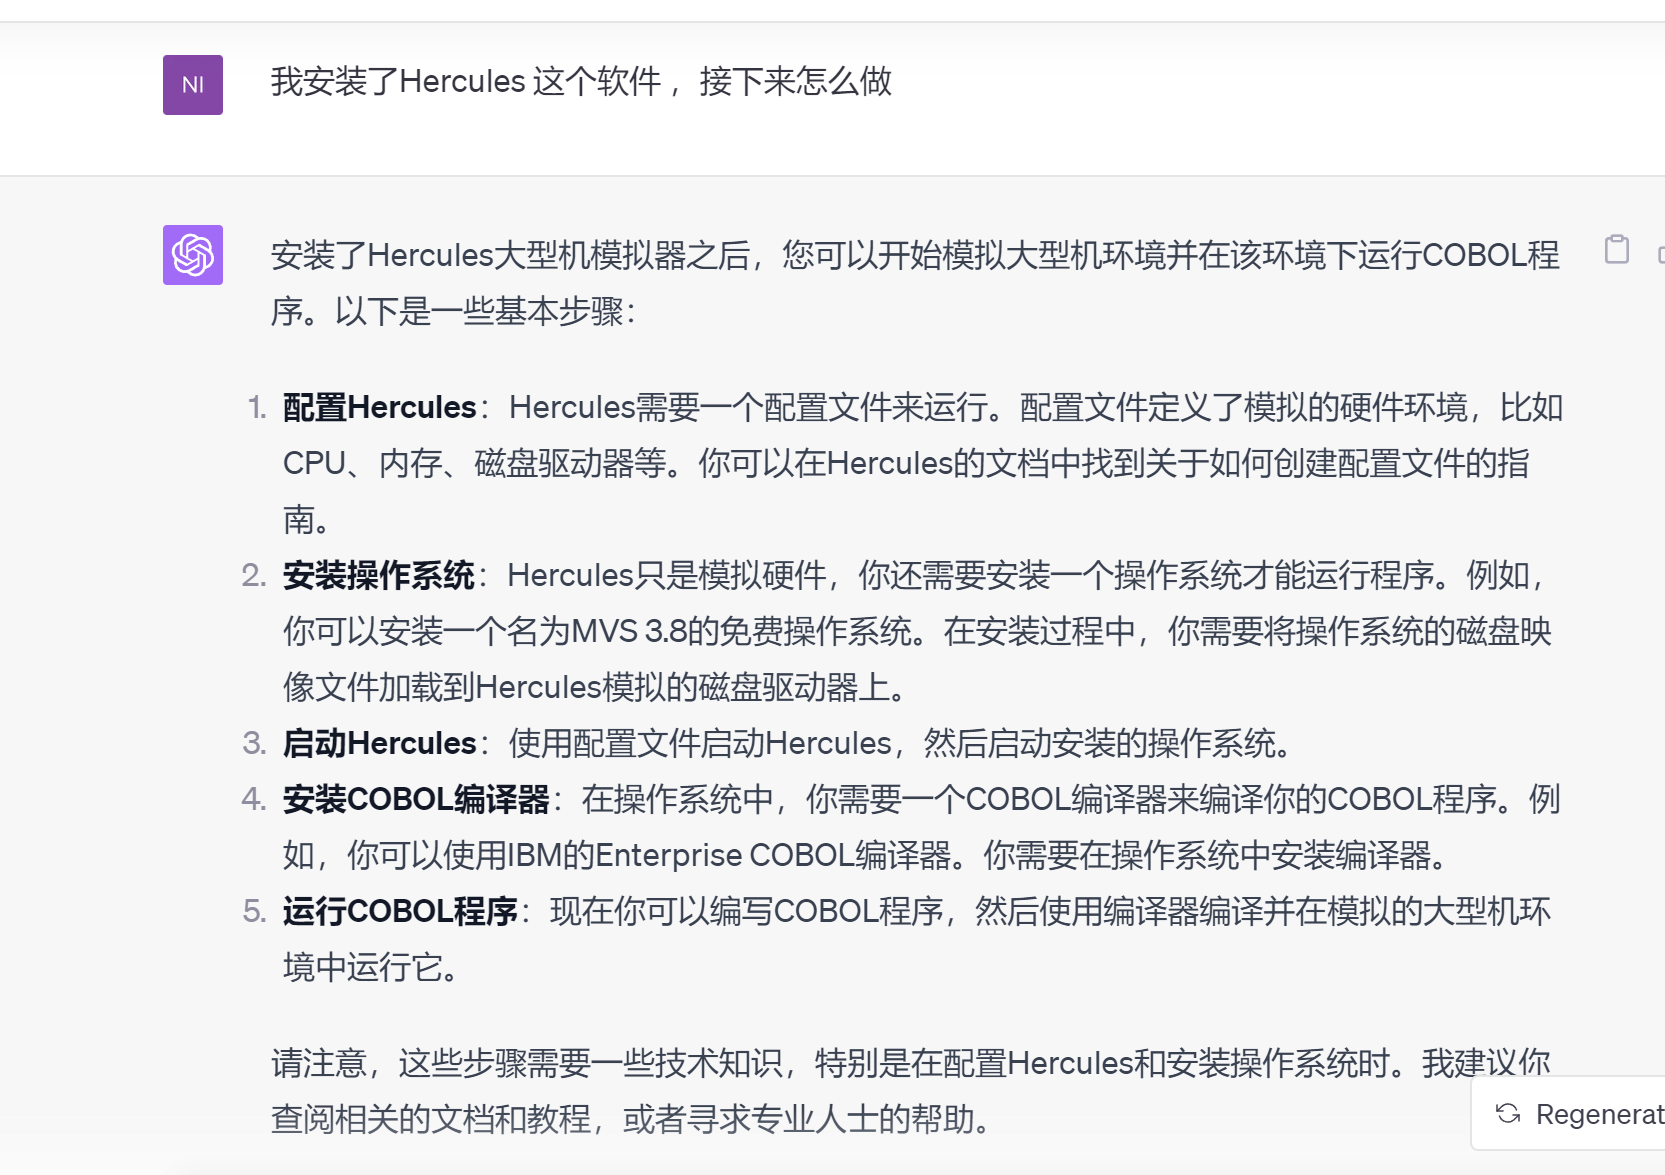 NI
我安装了Hercules 这个软件 ，接下来怎么做
安装了Hercules大型机模拟器之后，您可以开始模拟大型机环境并在该环境下运行COBOL程
序。以下是一些基本步骤：
1. 配置Hercules：Hercules需要一个配置文件来运行。配置文件定义了模拟的硬件环境，比如
CPU、内存、磁盘驱动器等。你可以在Hercules的文档中找到关于如何创建配置文件的指
南。
2. 安装操作系统：Hercules只是模拟硬件，你还需要安装一个操作系统才能运行程序。例如，
你可以安装一个名为MVS 3.8的免费操作系统。在安装过程中，你需要将操作系统的磁盘映
像文件加载到Hercules模拟的磁盘驱动器上。
3. 启动Hercules：使用配置文件启动Hercules，然后启动安装的操作系统。
4. 安装COBOL编译器：在操作系统中，你需要一个COBOL编译器来编译你的COBOL程序。例
如，你可以使用IBM的Enterprise COBOL编译器。你需要在操作系统中安装编译器。
5. 运行COBOL程序：现在你可以编写COBOL程序，然后使用编译器编译并在模拟的大型机环
境中运行它。
请注意，这些步骤需要一些技术知识，特别是在配置Hercules和安装操作系统时。我建议你
查阅相关的文档和教程，或者寻求专业人士的帮助。
Regenerat